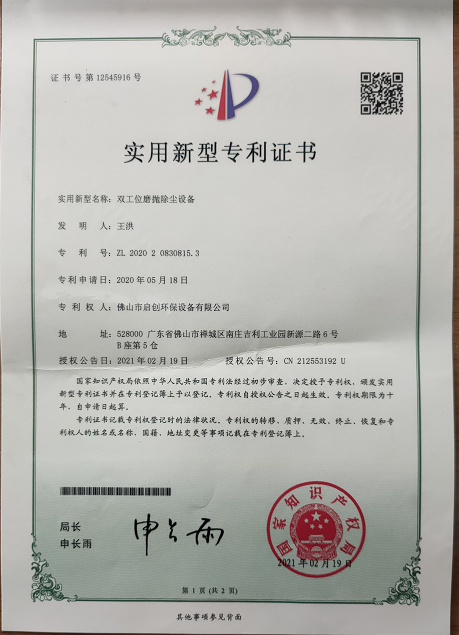 证书号第12545916号
实用新型专利证书
实用新型名称：双工位磨抛除尘设备
发明人：王洪
专利号：ZL 2020 2 0830815.3
专利申请日：2020年05月18日
专利权人：佛山市启创环保设备有限公司
地址：528000 广东省佛山市禅城区南庄吉利工业园新源二路6号
B座第5仓
授权公告日：2021年02月19日 授权公告号：CN 212553192 U
国家知识产权局依照中华人民共和国专利法经过初步审查，决定授予专利权，颁发实用
新型专利证书并在专利登记簿上予以登记。专利权自授权公告之日起生效。专利权期限为十
年，自申请日起算。
专利证书记载专利权登记时的法律状况。专利权的转移、质押、无效、终止、恢复和专
利权人的姓名或名称、国籍、地址变更等事项记载在专利登记簿上。
局长
申长雨
申长雨
国家知识产权局
2021年02月19日
第1页(共2页)
其他事项参见背面